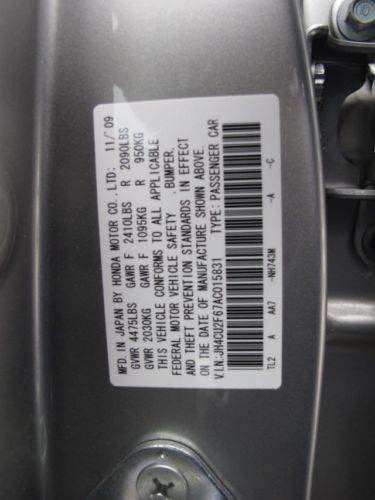 MFD. IN JAPAN BY HONDA MOTOR CO., LTD. 11/'09
GVWR 4475LBS GAWR F 2410LBS R 2090LBS
GVWR 2030KG GAWR F 1095KG R 950KG
THIS VEHICLE CONFORMS TO ALL APPLICABLE
FEDERAL MOTOR VEHICLE SAFETY, BUMPER,
AND THEFT PREVENTION STANDARDS IN EFFECT
ON THE DATE OF MANUFACTURE SHOWN ABOVE.
V.I.N:JH4CU2F67AC015831 TYPE:PASSENGER CAR
TL2 A AA7 -NH743M -A -C